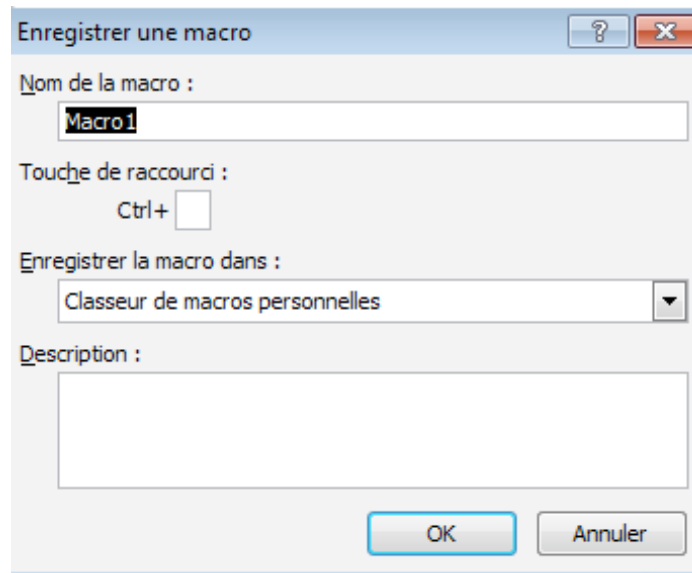 Enregistrer une macro
?
Nom de la macro :
Macro1
Touche de raccourci :
Ctrl+
Enregistrer la macro dans :
Classeur de macros personnelles
Description :
OK Annuler